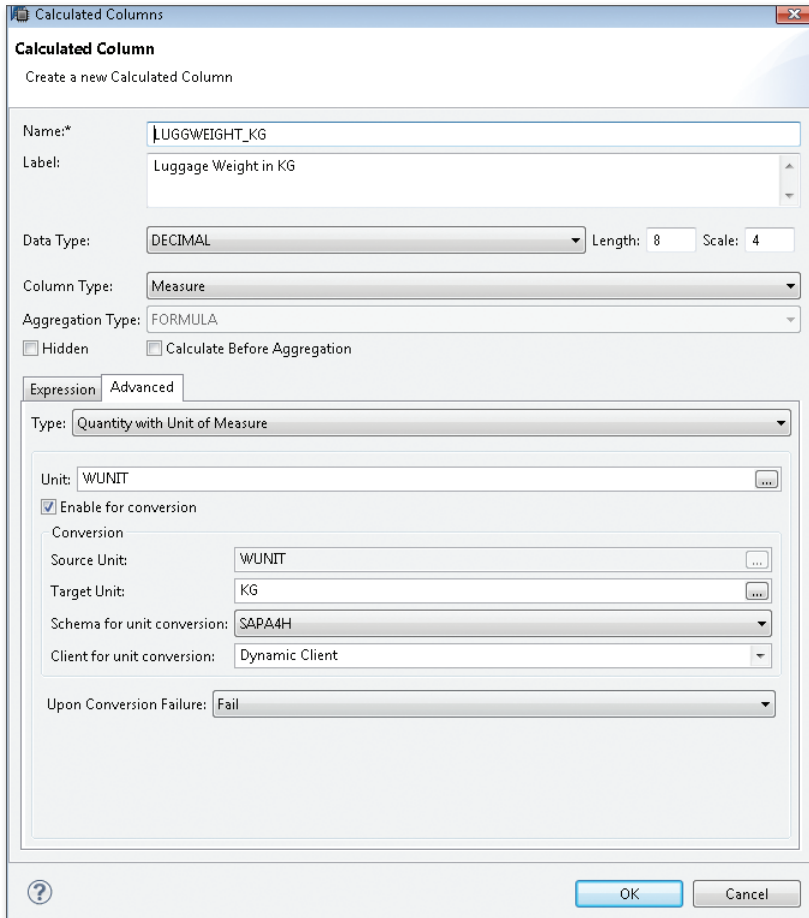 Calculated Columns
Calculated Column
Create a new Calculated Column
Name:* LUGGWEIGHT_KG
Label: Luggage Weight in KG
Data Type: DECIMAL Length: 8 Scale: 4
Column Type: Measure
Aggregation Type: FORMULA
Hidden Calculate Before Aggregation
Expression Advanced
Type: Quantity with Unit of Measure
Unit: WUNIT ...
Enable for conversion
Conversion
Source Unit: WUNIT ...
Target Unit: KG ...
Schema for unit conversion: SAPA4H
Client for unit conversion: Dynamic Client
Upon Conversion Failure: Fail
? OK Cancel